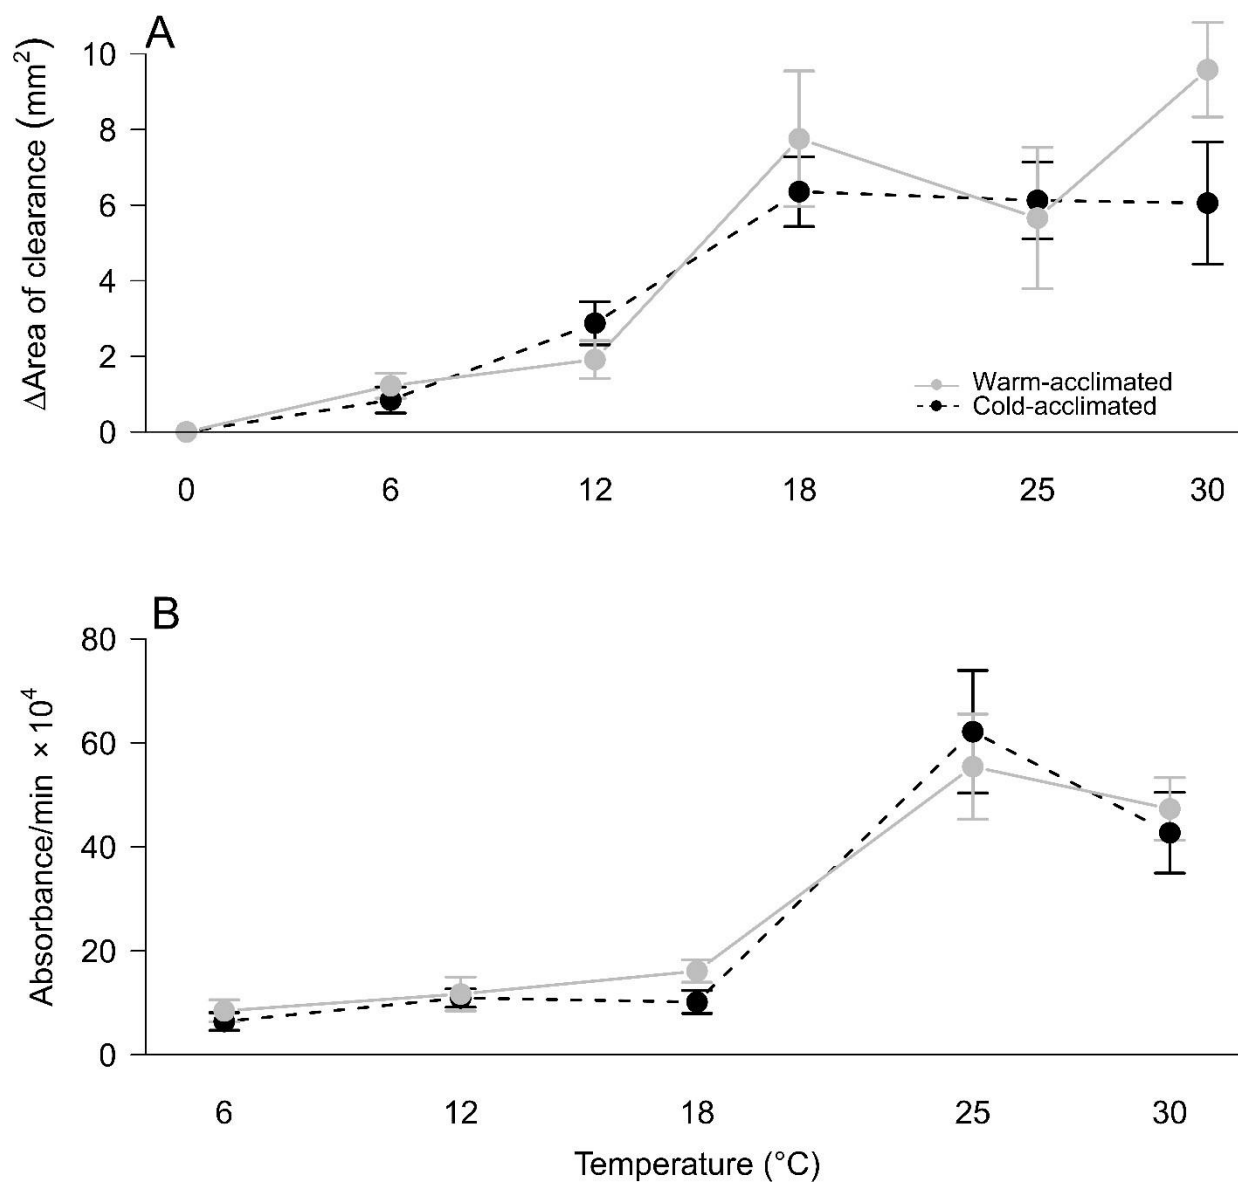 A
ΔArea of clearance (mm²)
10
8
6
4
2
0
Warm-acclimated
Cold-acclimated
0 6 12 18 25 30
B
Absorbance/min × 10⁴
80
60
40
20
0
6 12 18 25 30
Temperature (°C)